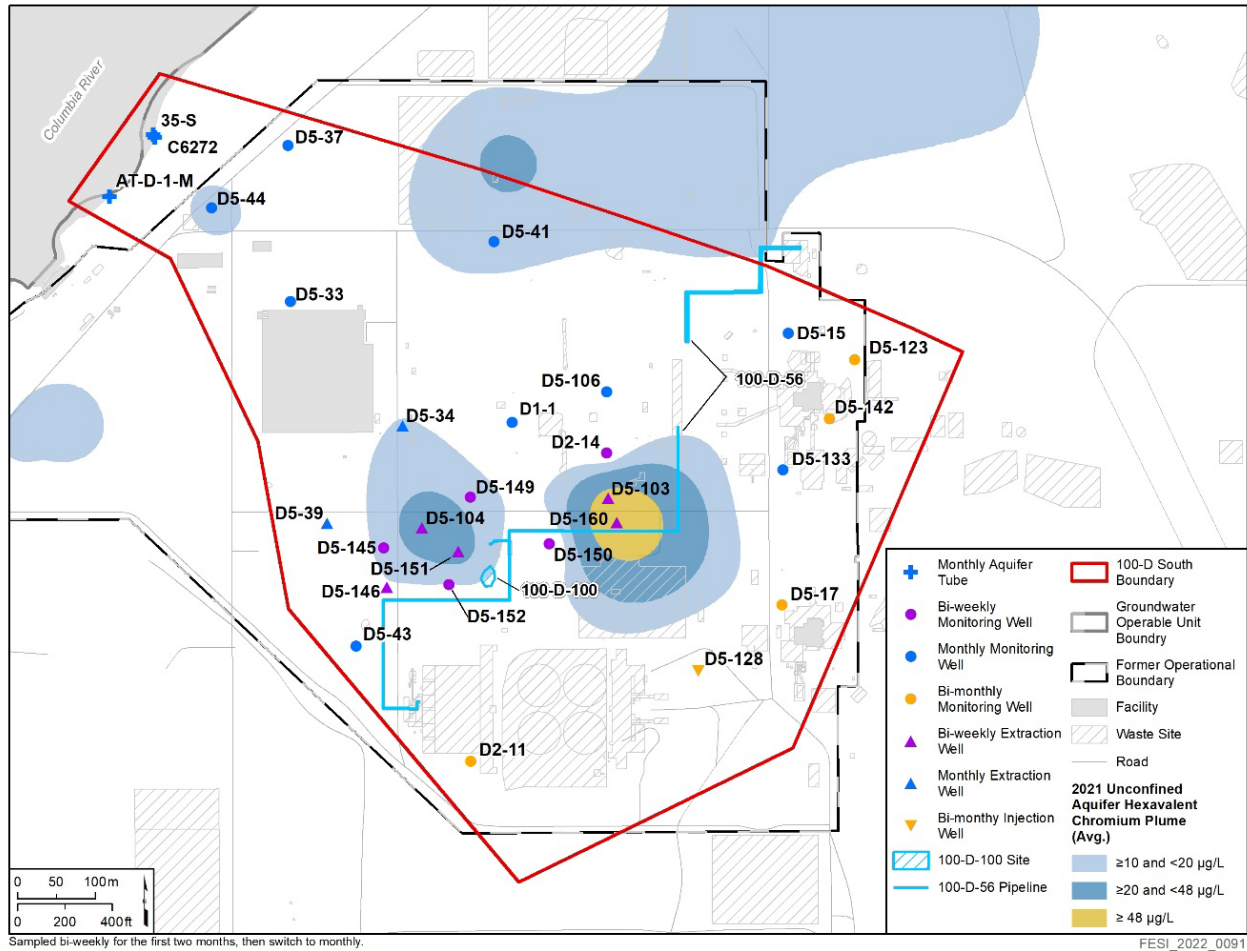 Columbia River
35-S
C6272
AT-D-1-M
D5-37
D5-44
D5-41
D5-33
D5-15
D5-123
100-D-56
D5-106
D5-142
D5-34
D1-1
D2-14
D5-133
D5-149
D5-103
D5-39
D5-104
D5-160
D5-145
D5-151
D5-150
D5-146
100-D-100
D5-152
D5-17
D5-43
D5-128
D2-11
Monthly Aquifer
Tube
Bi-weekly
Monitoring Well
Monthly Monitoring
Well
Bi-monthly
Monitoring Well
Bi-weekly Extraction
Well
Monthly Extraction
Well
Bi-monthy Injection
Well
100-D-100 Site
100-D-56 Pipeline
100-D South
Boundary
Groundwater
Operable Unit
Boundry
Former Operational
Boundary
Facility
Waste Site
Road
2021 Unconfined
Aquifer Hexavalent
Chromium Plume
(Avg.)
≥10 and <20 µg/L
≥20 and <48 µg/L
≥ 48 µg/L
0 50 100m
0 200 400ft
Sampled bi-weekly for the first two months, then switch to monthly.
FESI_2022_0091